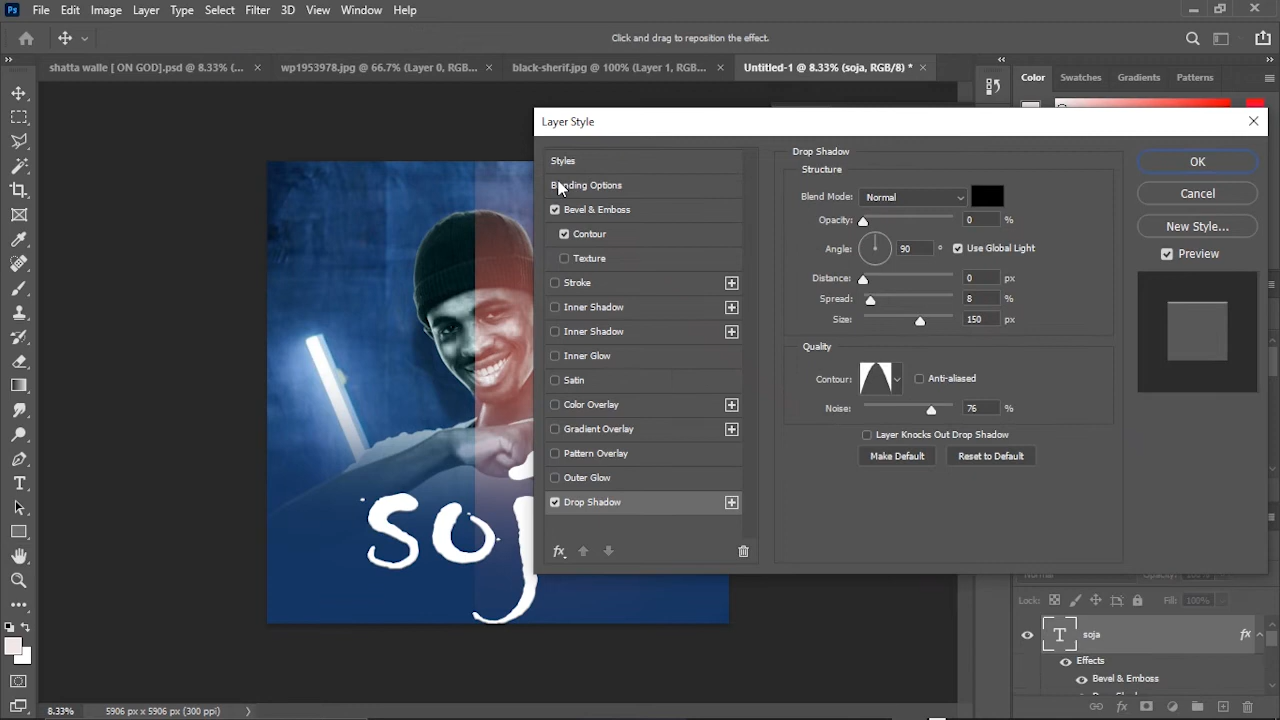 Ps File Edit Image Layer Type Select Filter 3D View Window Help
Click and drag to reposition the effect.
shatta walle [ ON GOD].psd @ 8.33% (... × wp1953978.jpg @ 66.7% (Layer 0, RGB... × black-sherif.jpg @ 100% (Layer 1, RGB... × Untitled-1 @ 8.33% (soja, RGB/8) * ×
Color Swatches Gradients Patterns
Layer Style
Styles
Blending Options
Bevel & Emboss
Contour
Texture
Stroke
Inner Shadow
Inner Shadow
Inner Glow
Satin
Color Overlay
Gradient Overlay
Pattern Overlay
Outer Glow
Drop Shadow
fx
Drop Shadow
Structure
Blend Mode: Normal
Opacity: 0 %
Angle: 90 ° Use Global Light
Distance: 0 px
Spread: 8 %
Size: 150 px
Quality
Contour: Anti-aliased
Noise: 76 %
Layer Knocks Out Drop Shadow
Make Default Reset to Default
OK
Cancel
New Style...
Preview
soj
Normal Opacity: 100%
Lock: Fill: 100%
T soja fx
Effects
Bevel & Emboss
8.33% 5906 px x 5906 px (300 ppi)